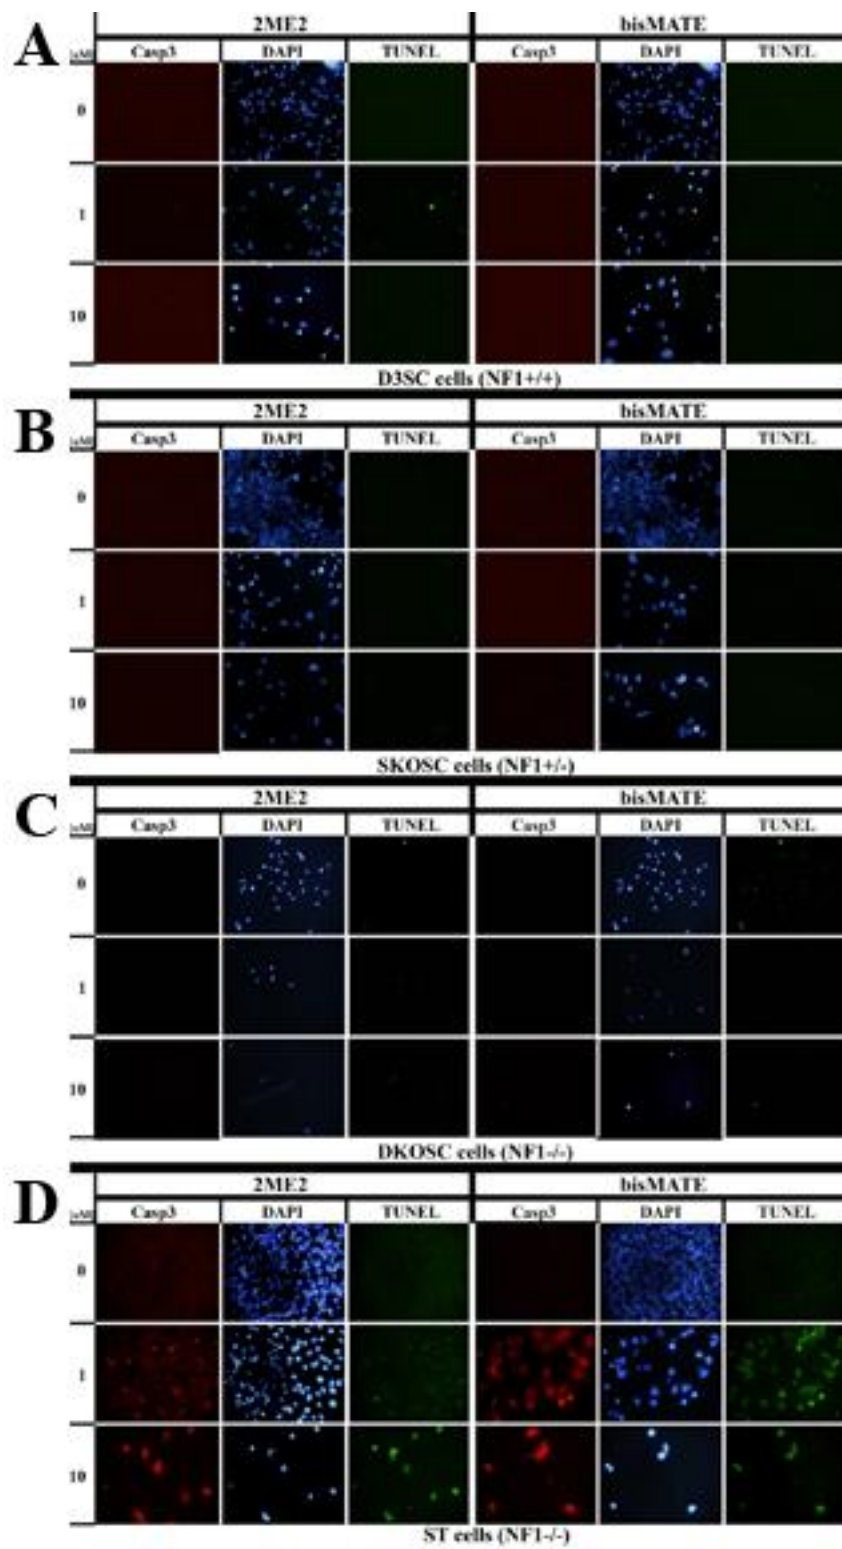 A
2ME2 bisMATE
Casp3 DAPI TUNEL Casp3 DAPI TUNEL
0
1
10
D3SC cells (NF1+/+)
B
2ME2 bisMATE
Casp3 DAPI TUNEL Casp3 DAPI TUNEL
0
1
10
SKOSC cells (NF1+/-)
C
2ME2 bisMATE
Casp3 DAPI TUNEL Casp3 DAPI TUNEL
0
1
10
DKOSC cells (NF1-/-)
D
2ME2 bisMATE
Casp3 DAPI TUNEL Casp3 DAPI TUNEL
0
1
10
ST cells (NF1-/-)